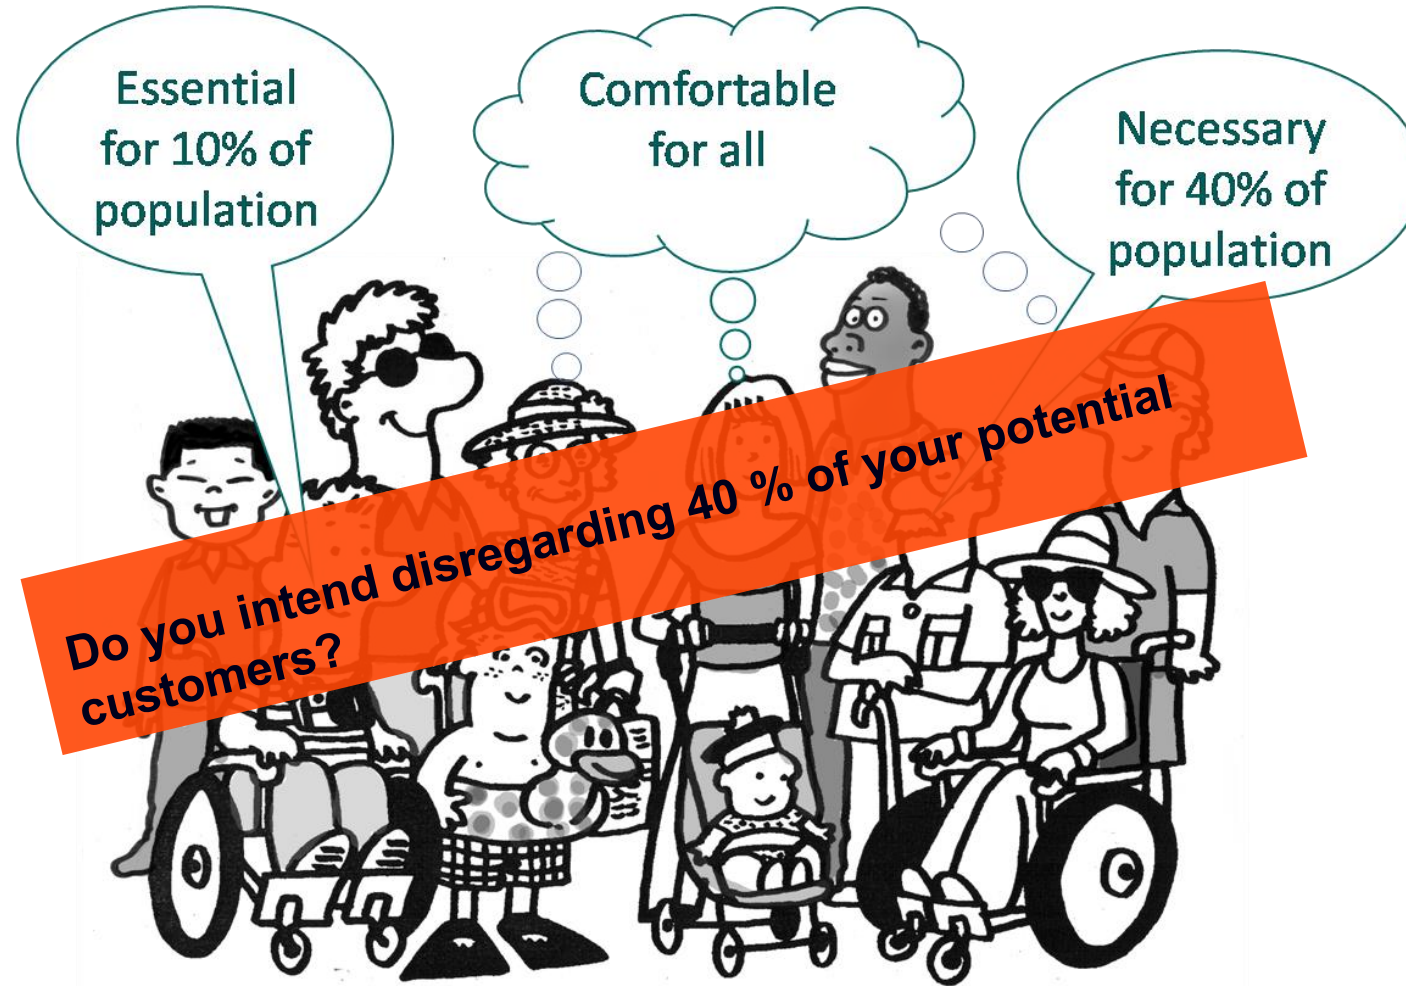 Essential
for 10% of
population
Comfortable
for all
Necessary
for 40% of
population
Do you intend disregarding 40 % of your potential
customers?